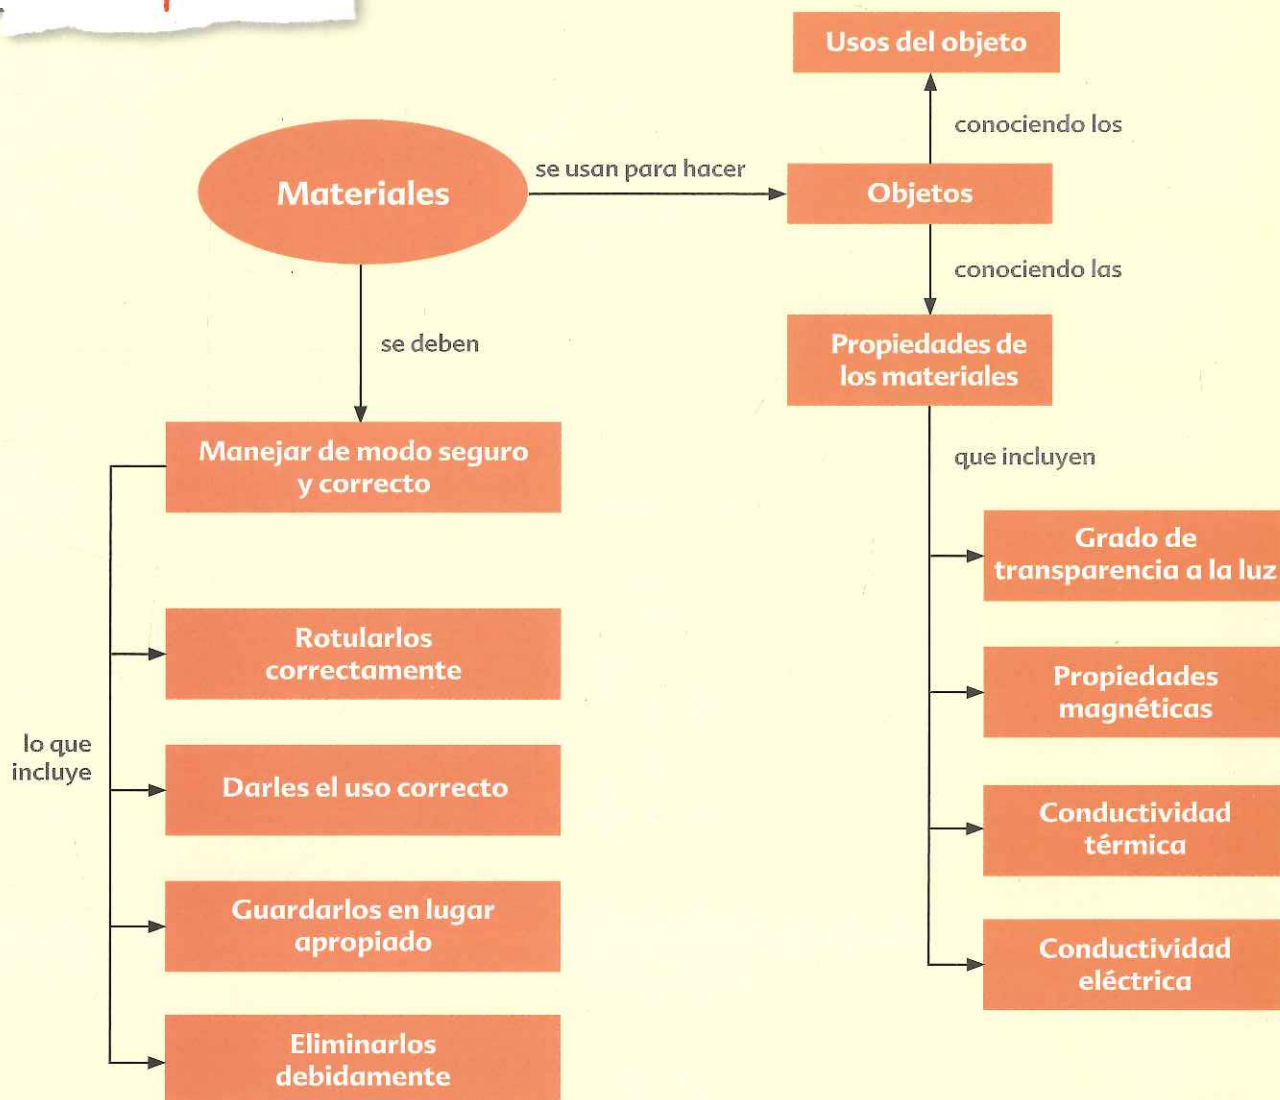 Usos del objeto
conociendo los
Materiales
se usan para hacer
Objetos
conociendo las
se deben
Propiedades de
los materiales
Manejar de modo seguro
y correcto
que incluyen
Grado de
transparencia a la luz
Rotularlos
correctamente
Propiedades
magnéticas
lo que
incluye
Darles el uso correcto
Conductividad
térmica
Guardarlos en lugar
apropiado
Conductividad
eléctrica
Eliminarlos
debidamente